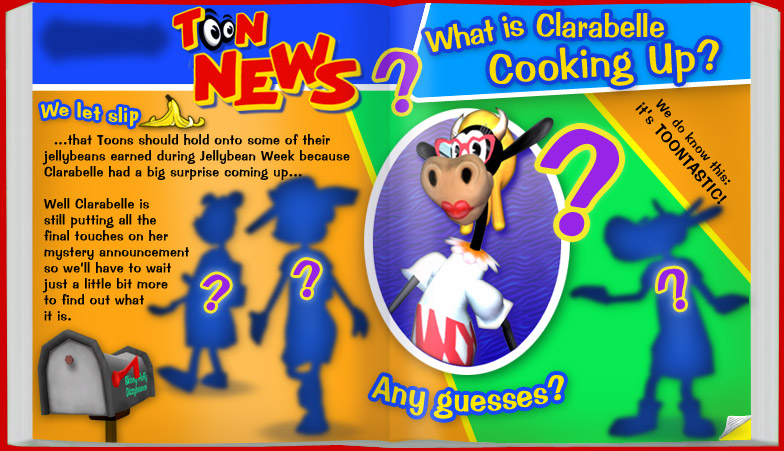 TOON
NEWS
We let slip
...that Toons should hold onto some of their
jellybeans earned during Jellybean Week because
Clarabelle had a big surprise coming up...
Well Clarabelle is
still putting all the
final touches on her
mystery announcement
so we'll have to wait
just a little bit more
to find out what
it is.
?
?
What is Clarabelle
Cooking Up?
?
?
We do know this:
it's TOONTASTIC!
?
Any guesses?